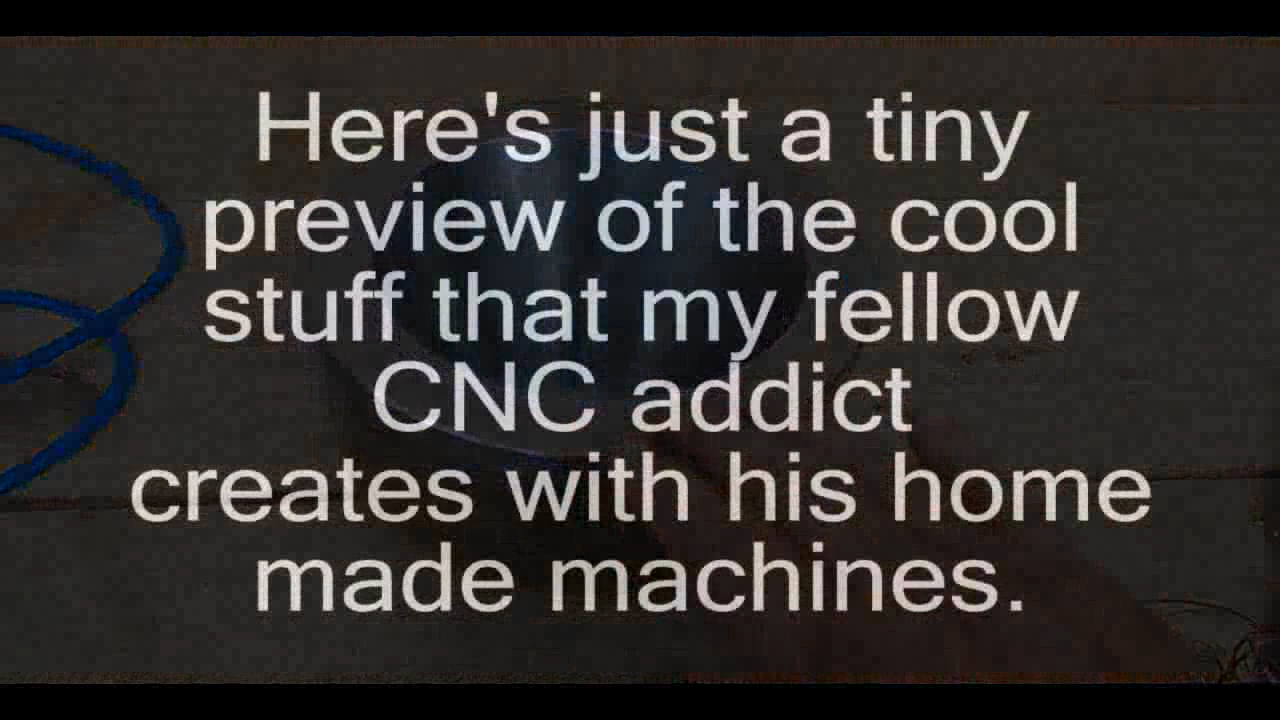 Here's just a tiny
preview of the cool
stuff that my fellow
CNC addict
creates with his home
made machines.